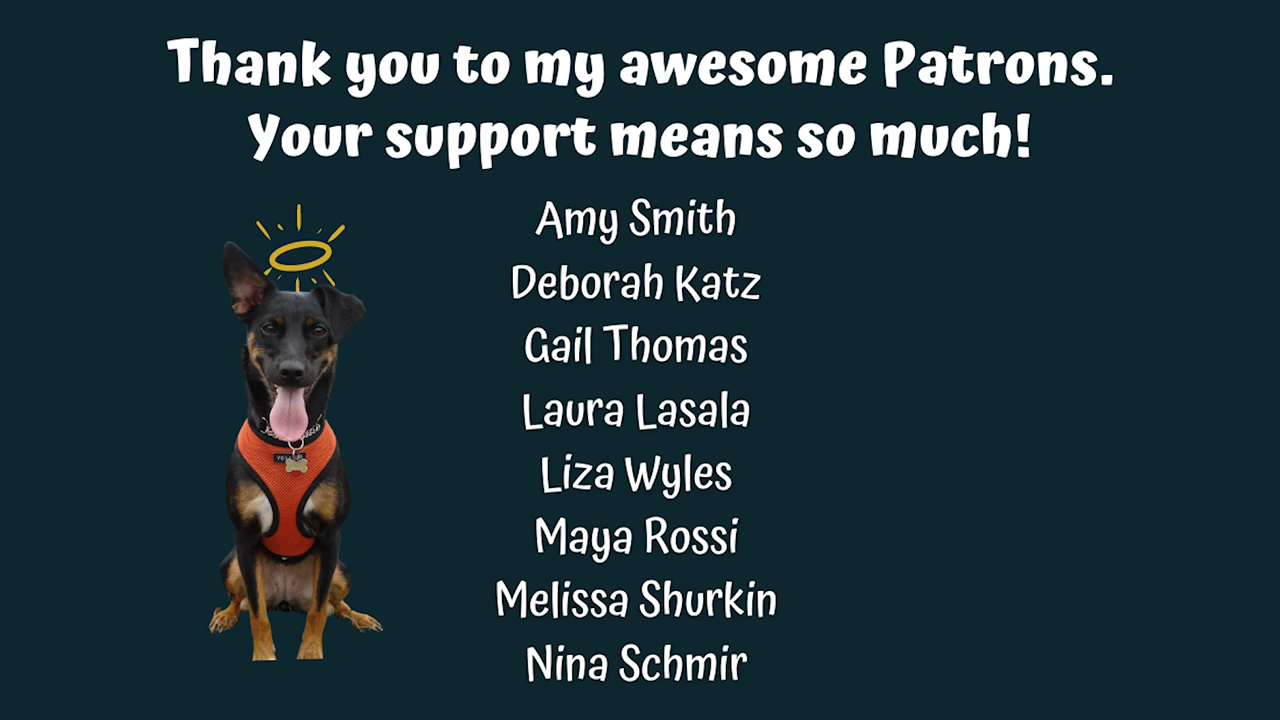 Thank you to my awesome Patrons.
Your support means so much!
Amy Smith
Deborah Katz
Gail Thomas
Laura Lasala
Liza Wyles
Maya Rossi
Melissa Shurkin
Nina Schmir